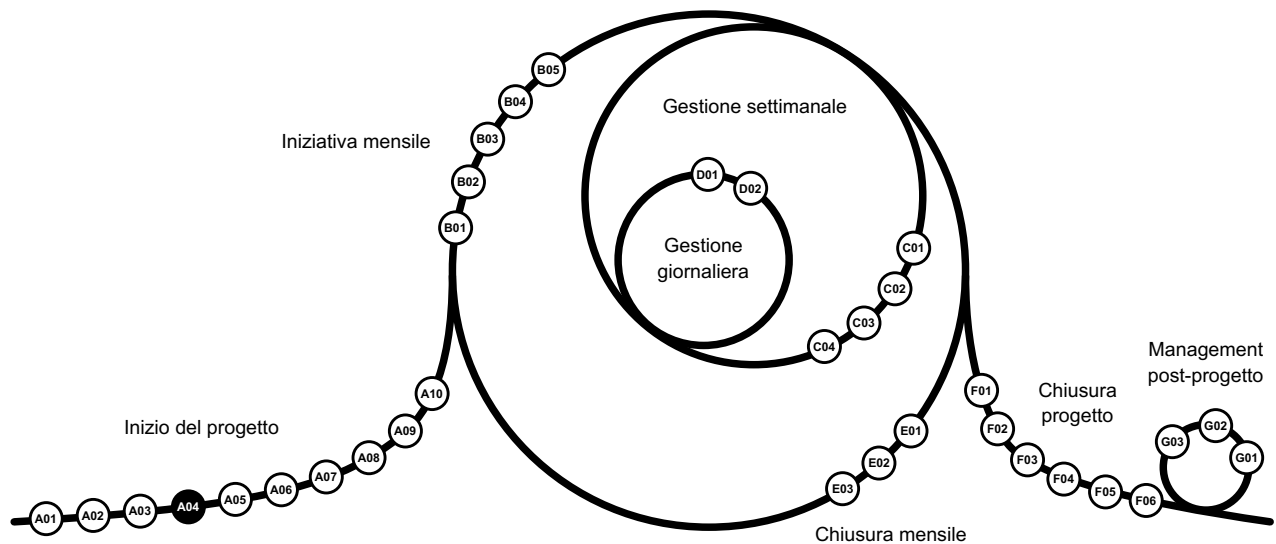 Inizio del progetto
A01
A02
A03
A04
A05
A06
A07
A08
A09
A10
Iniziativa mensile
B01
B02
B03
B04
B05
Gestione settimanale
C01
C02
C03
C04
Gestione
giornaliera
D01
D02
Chiusura mensile
E01
E02
E03
Chiusura
progetto
F01
F02
F03
F04
F05
F06
Management
post-progetto
G01
G02
G03